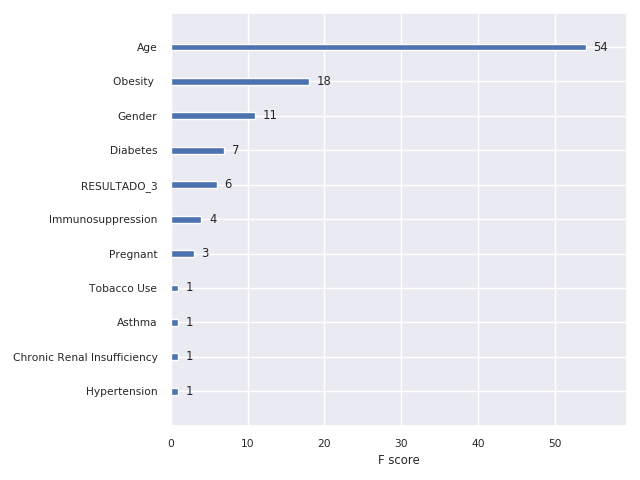 Age 54
Obesity 18
Gender 11
Diabetes 7
RESULTADO_3 6
Immunosuppression 4
Pregnant 3
Tobacco Use 1
Asthma 1
Chronic Renal Insufficiency 1
Hypertension 1
0 10 20 30 40 50
F score